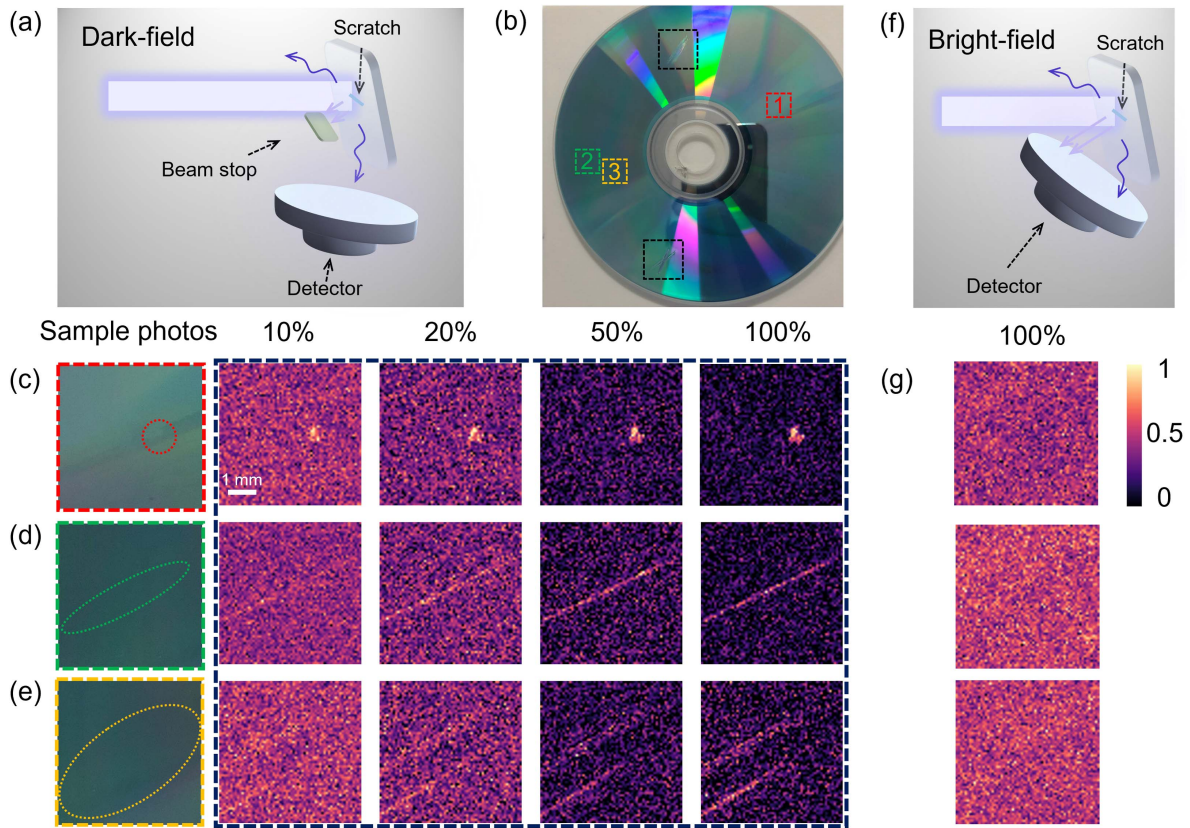 (a)
Dark-field
Scratch
Beam stop
Detector
(b)
1
2
3
(f)
Bright-field
Scratch
Detector
Sample photos 10% 20% 50% 100% 100%
(c)
1 mm
(g)
1
0.5
0
(d)
(e)